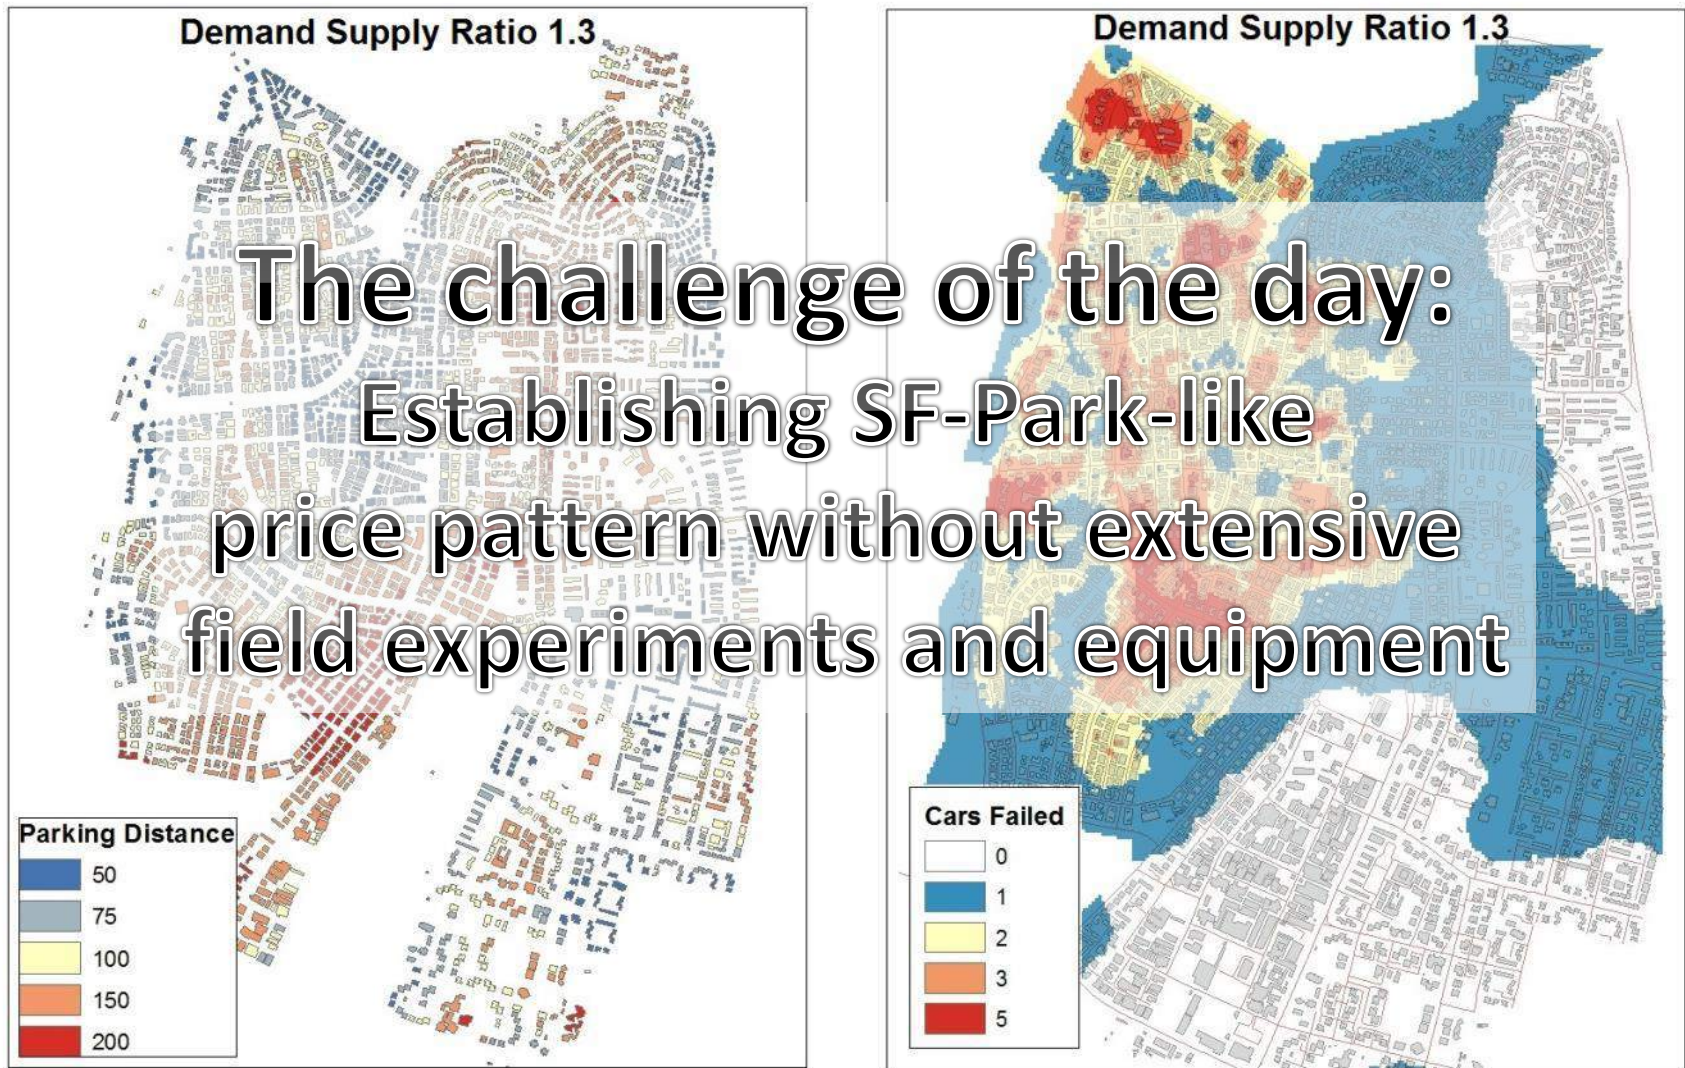 Demand Supply Ratio 1.3
Demand Supply Ratio 1.3
The challenge of the day:
Establishing SF-Park-like
price pattern without extensive
field experiments and equipment
Parking Distance
50
75
100
150
200
Cars Failed
0
1
2
3
5